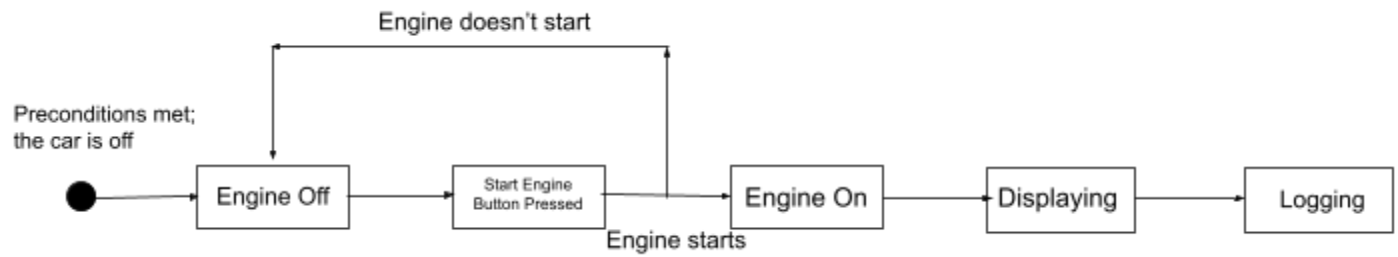 Engine doesn't start
Preconditions met;
the car is off
Engine Off
Start Engine
Button Pressed
Engine starts
Engine On
Displaying
Logging